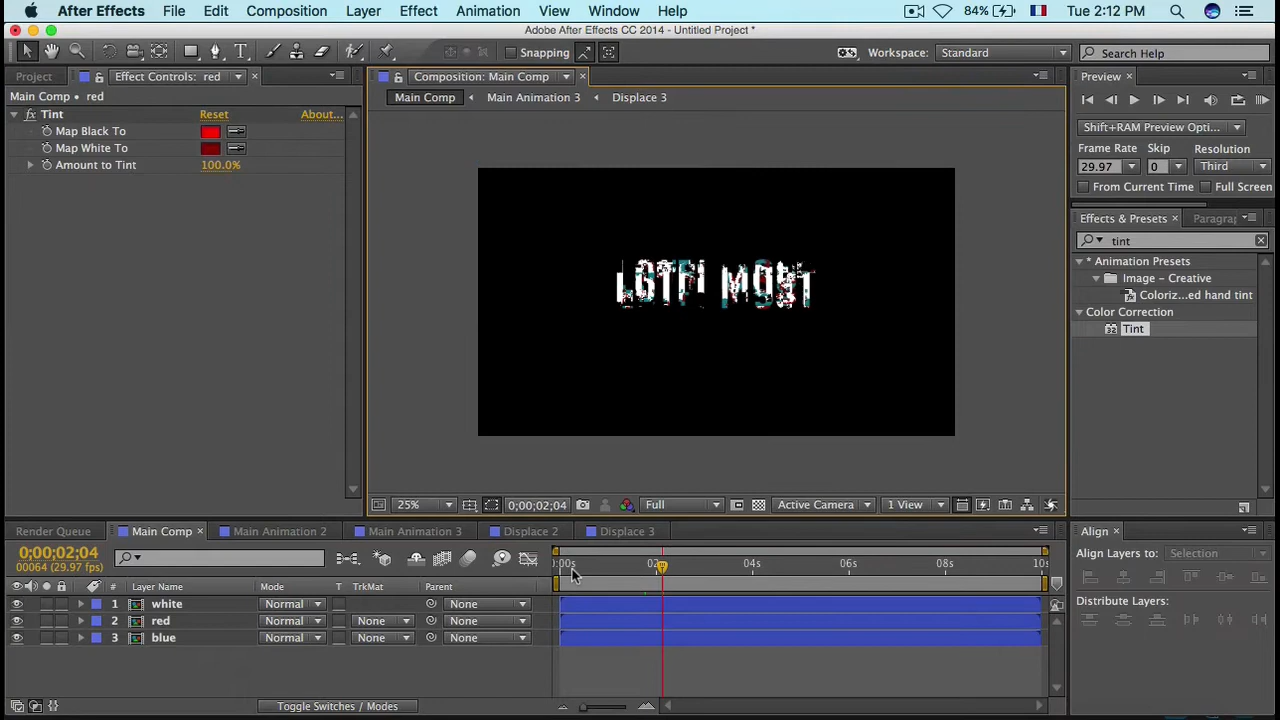 After Effects File Edit Composition Layer Effect Animation View Window Help 84% Tue 2:12 PM
Adobe After Effects CC 2014 - Untitled Project *
Snapping Workspace: Standard Search Help
Project Effect Controls: red Composition: Main Comp Preview
Main Comp • red Main Comp Main Animation 3 Displace 3
Tint Reset About...
Map Black To
Map White To
Amount to Tint 100.0%
Shift+RAM Preview Opti...
Frame Rate Skip Resolution
29.97 0 Third
From Current Time Full Screen
Effects & Presets Paragra
tint
* Animation Presets
Image – Creative
Coloriz...ed hand tint
Color Correction
32 Tint
LOTFI MOST
25% 0;00;02;04 Full Active Camera 1 View
Render Queue Main Comp Main Animation 2 Main Animation 3 Displace 2 Displace 3 Align
0;00;02;04
00064 (29.97 fps)
Align Layers to: Selection
Distribute Layers:
:00s 02s 04s 06s 08s 10s
# Layer Name Mode T TrkMat Parent
1 white Normal None
2 red Normal None None
3 blue Normal None None
Toggle Switches / Modes